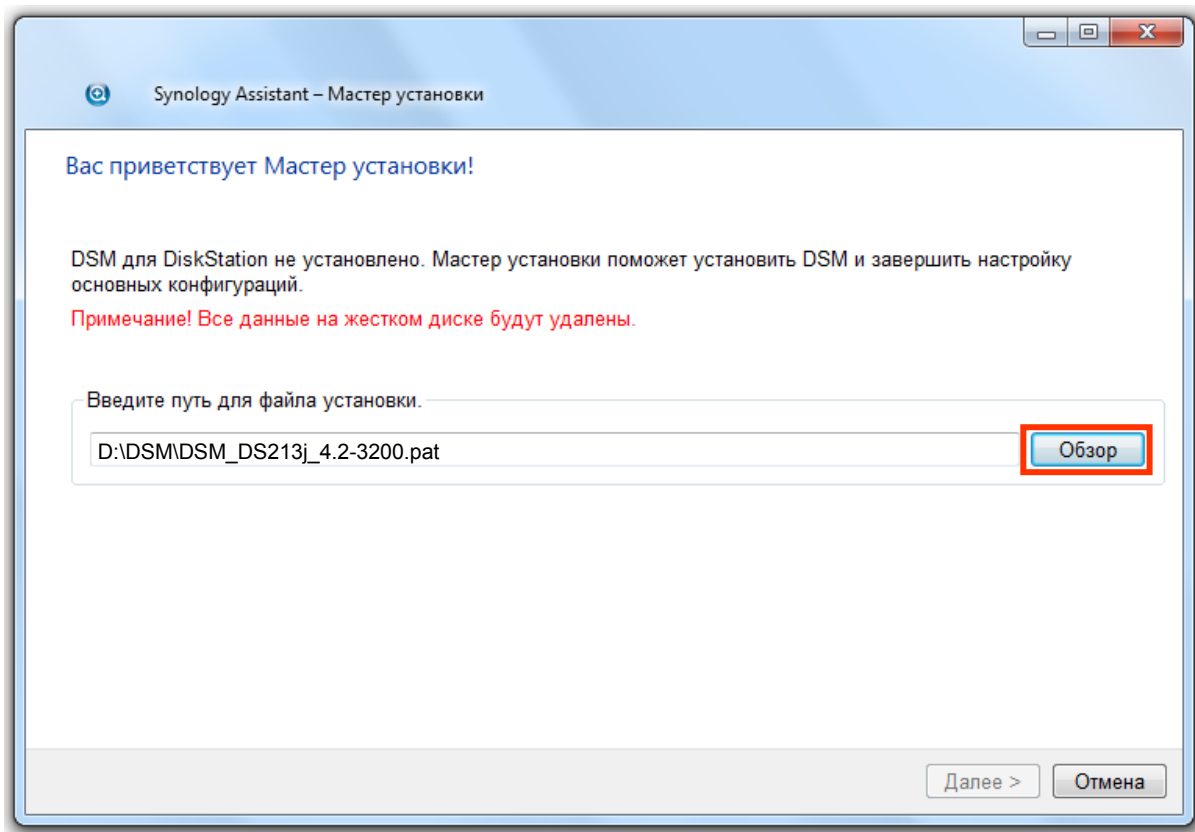 Synology Assistant – Мастер установки
Вас приветствует Мастер установки!
DSM для DiskStation не установлено. Мастер установки поможет установить DSM и завершить настройку
основных конфигураций.
Примечание! Все данные на жестком диске будут удалены.
Введите путь для файла установки.
D:\DSM\DSM_DS213j_4.2-3200.pat
Обзор
Далее >
Отмена